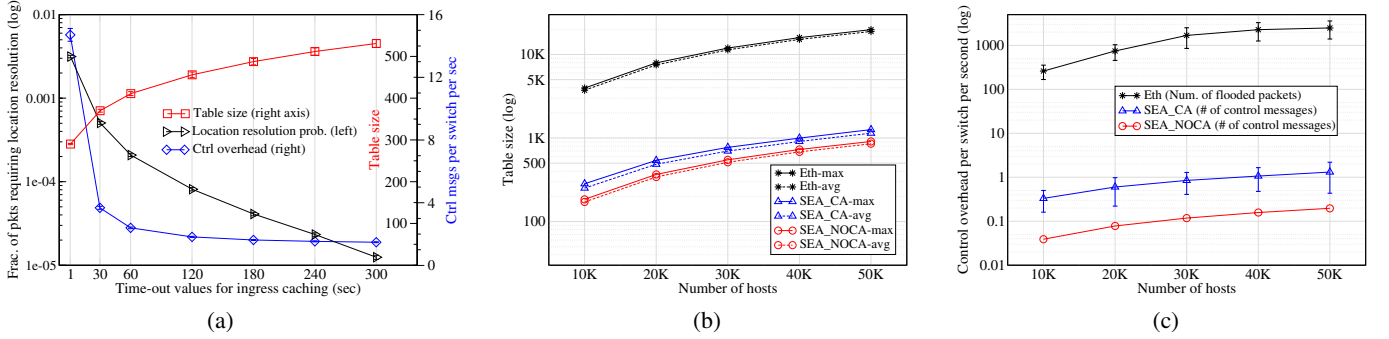 Frac. of pkts requiring location resolution (log)
0.01
0.001
1e-04
1e-05
1 30 60 120 180 240 300
Time-out values for ingress caching (sec)
Table size (right axis)
Location resolution prob. (left)
Ctrl overhead (right)
0 60 120 180 240 300 360 420 500
Table size
0 4 8 12 16
Ctrl msgs per switch per sec
(a)
Table size (log)
10K
5K
1K
500
100
10K 20K 30K 40K 50K
Number of hosts
Eth-max
Eth-avg
SEA_CA-max
SEA_CA-avg
SEA_NOCA-max
SEA_NOCA-avg
(b)
Control overhead per switch per second (log)
1000
100
10
1
0.1
0.01
10K 20K 30K 40K 50K
Number of hosts
Eth (Num. of flooded packets)
SEA_CA (# of control messages)
SEA_NOCA (# of control messages)
(c)